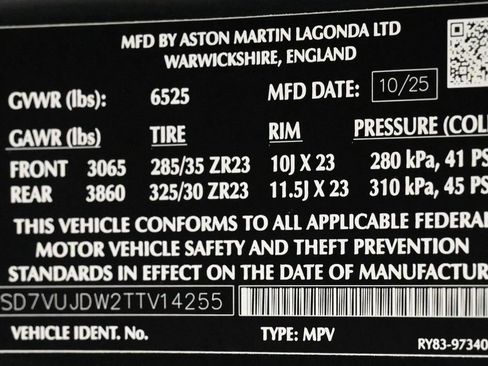 MFD BY ASTON MARTIN LAGONDA LTD
WARWICKSHIRE, ENGLAND
GVWR (lbs): 6525 MFD DATE: 10/25
GAWR (lbs) TIRE RIM PRESSURE (COL
FRONT 3065 285/35 ZR23 10J X 23 280 kPa, 41 PS
REAR 3860 325/30 ZR23 11.5J X 23 310 kPa, 45 PS
THIS VEHICLE CONFORMS TO ALL APPLICABLE FEDERA
MOTOR VEHICLE SAFETY AND THEFT PREVENTION
STANDARDS IN EFFECT ON THE DATE OF MANUFACTUR
SD7VUJDW2TTV14255
VEHICLE IDENT. No. TYPE: MPV RY83-97340